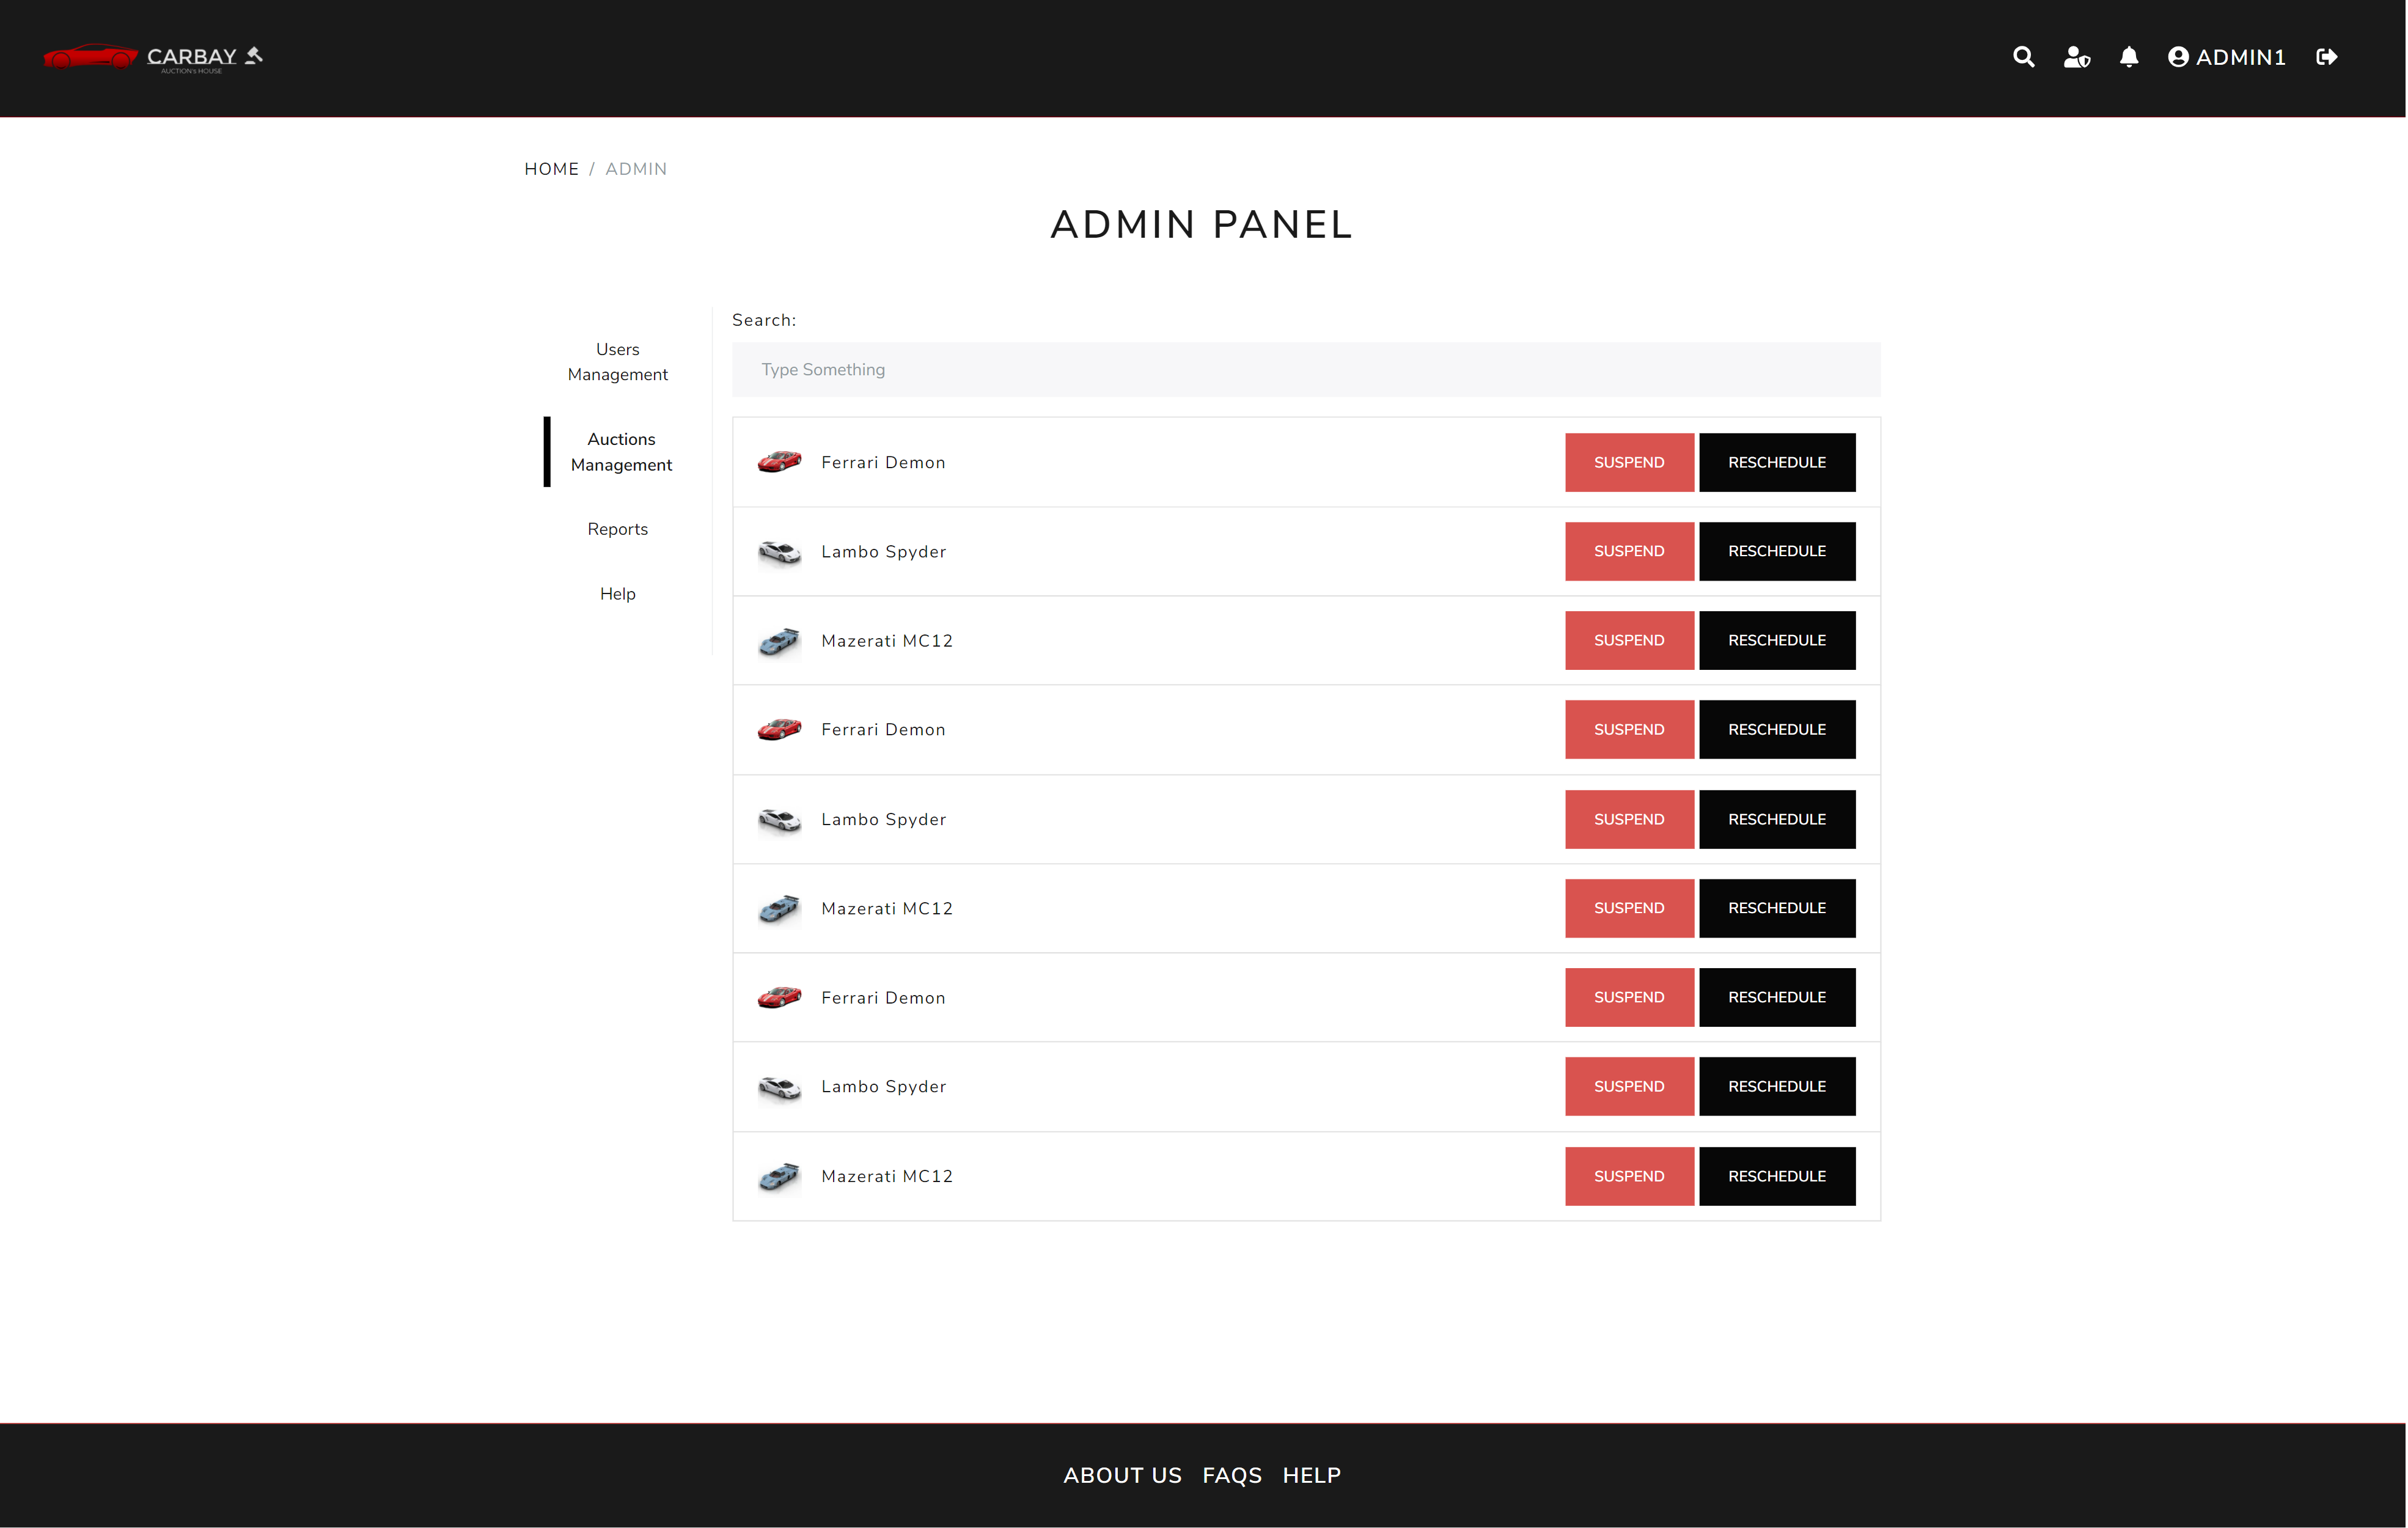 CARBAY
AUCTION's HOUSE
ADMIN1
HOME / ADMIN
ADMIN PANEL
Users
Management
Auctions
Management
Reports
Help
Search:
Type Something
Ferrari Demon SUSPEND RESCHEDULE
Lambo Spyder SUSPEND RESCHEDULE
Mazerati MC12 SUSPEND RESCHEDULE
Ferrari Demon SUSPEND RESCHEDULE
Lambo Spyder SUSPEND RESCHEDULE
Mazerati MC12 SUSPEND RESCHEDULE
Ferrari Demon SUSPEND RESCHEDULE
Lambo Spyder SUSPEND RESCHEDULE
Mazerati MC12 SUSPEND RESCHEDULE
ABOUT US FAQS HELP